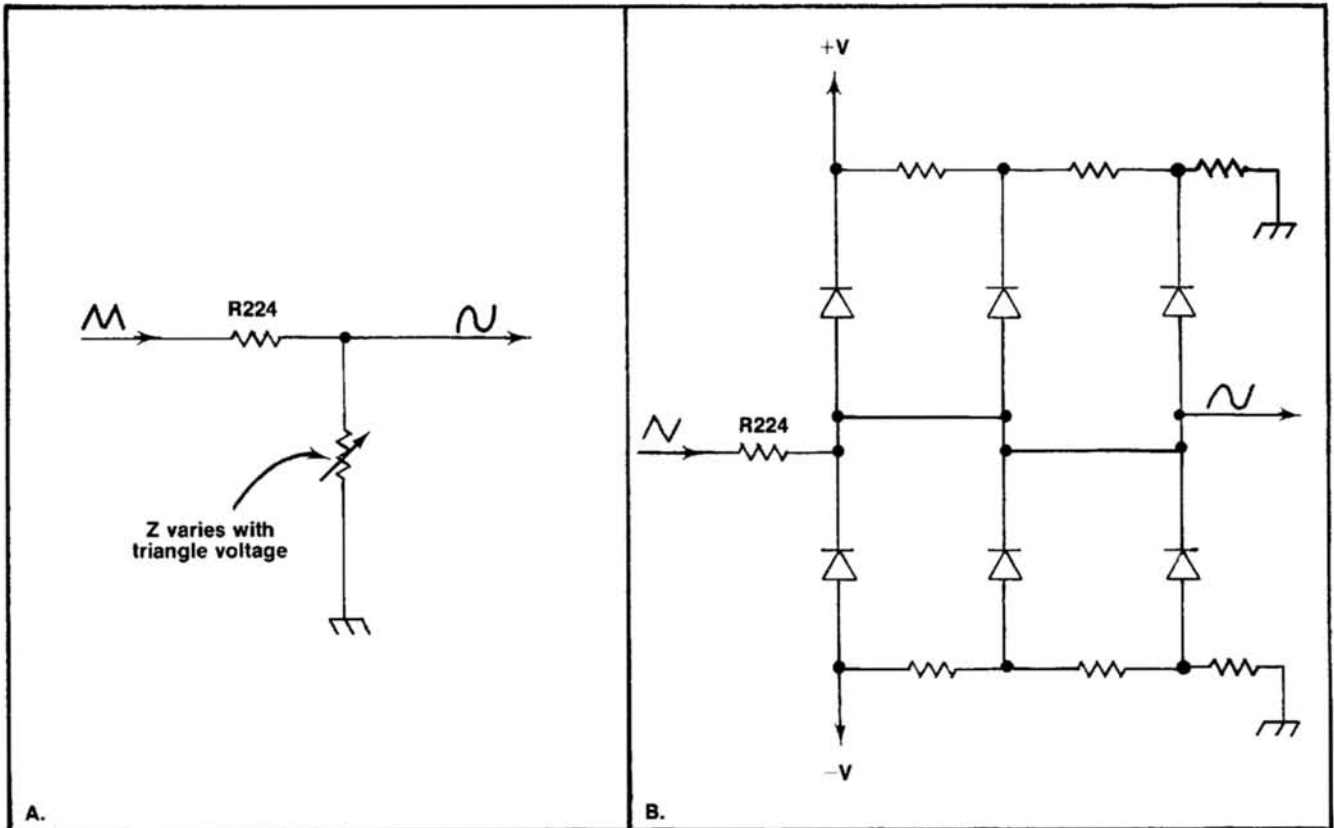 R224
Z varies with
triangle voltage
A.
+V
R224
−V
B.